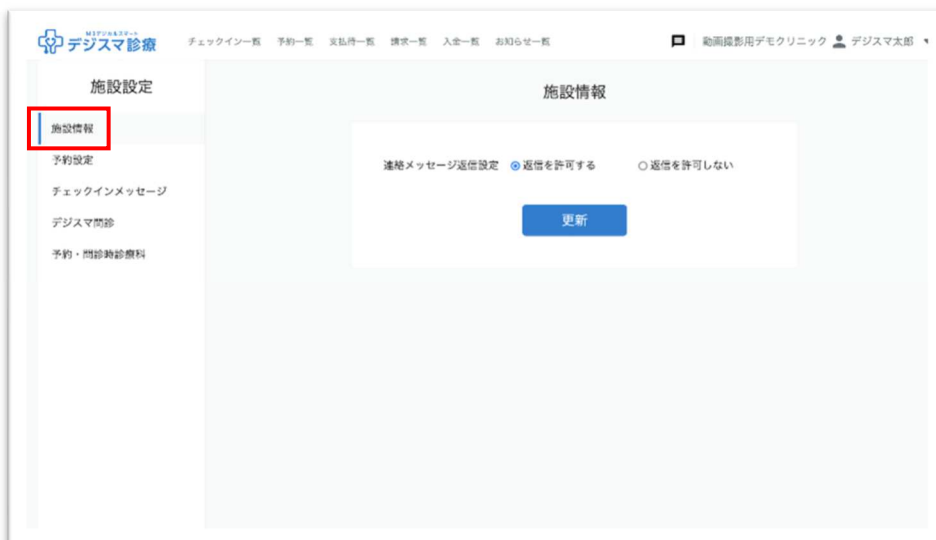 M3デジカル&スマート
デジスマ診療
チェックイン一覧 予約一覧 支払待一覧 請求一覧 入金一覧 お知らせ一覧
動画撮影用デモクリニック デジスマ太郎
施設設定
施設情報
予約設定
チェックインメッセージ
デジスマ問診
予約・問診時診療科
施設情報
連絡メッセージ返信設定 返信を許可する 返信を許可しない
更新